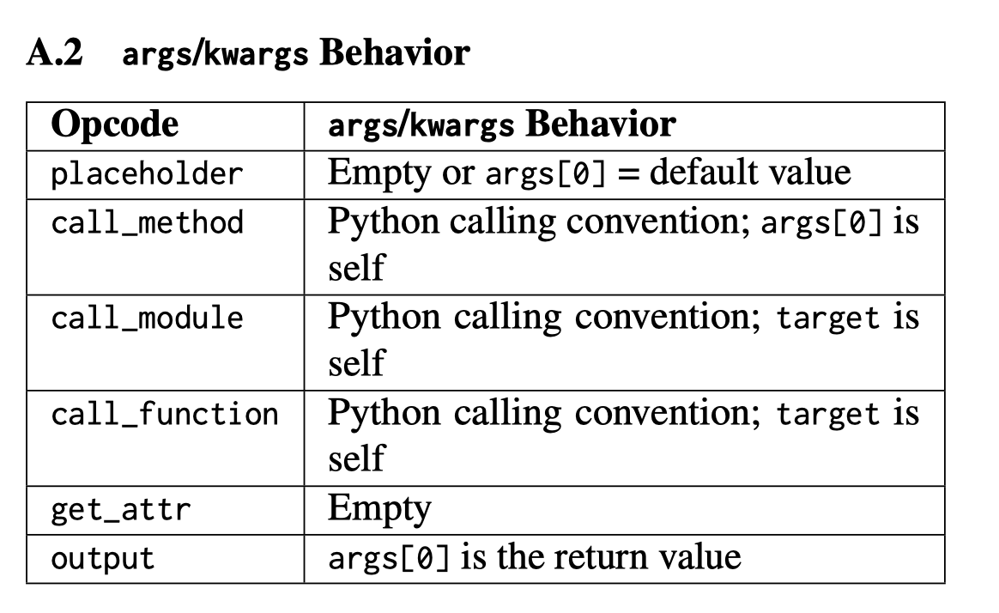 A.2 args/kwargs Behavior
Opcode args/kwargs Behavior
placeholder Empty or args[0] = default value
call_method Python calling convention; args[0] is
self
call_module Python calling convention; target is
self
call_function Python calling convention; target is
self
get_attr Empty
output args[0] is the return value